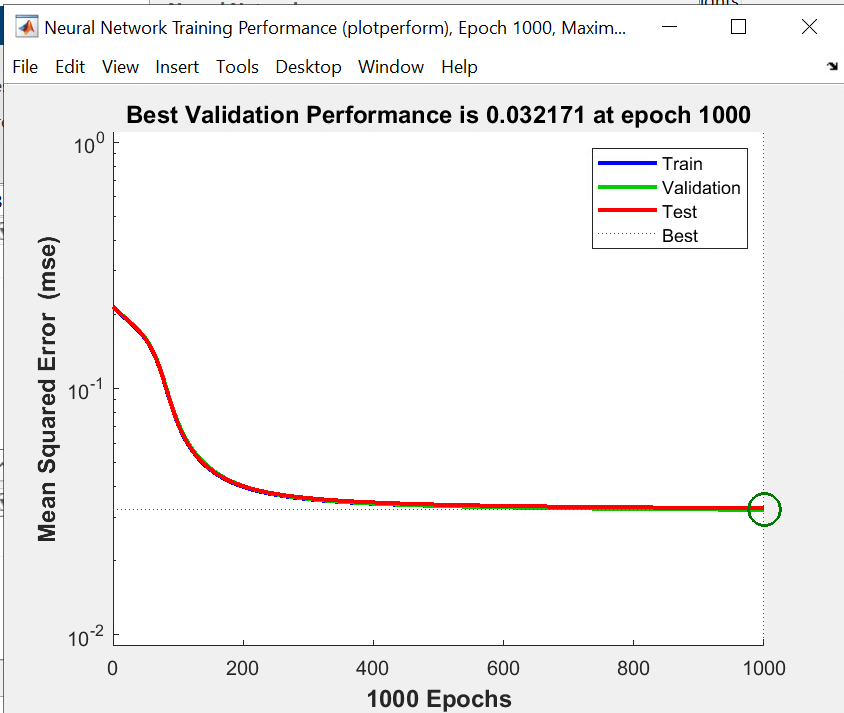 Neural Network Training Performance (plotperform), Epoch 1000, Maxim...
File Edit View Insert Tools Desktop Window Help
Best Validation Performance is 0.032171 at epoch 1000
Train
Validation
Test
Best
10^0
10^-1
10^-2
Mean Squared Error (mse)
0 200 400 600 800 1000
1000 Epochs